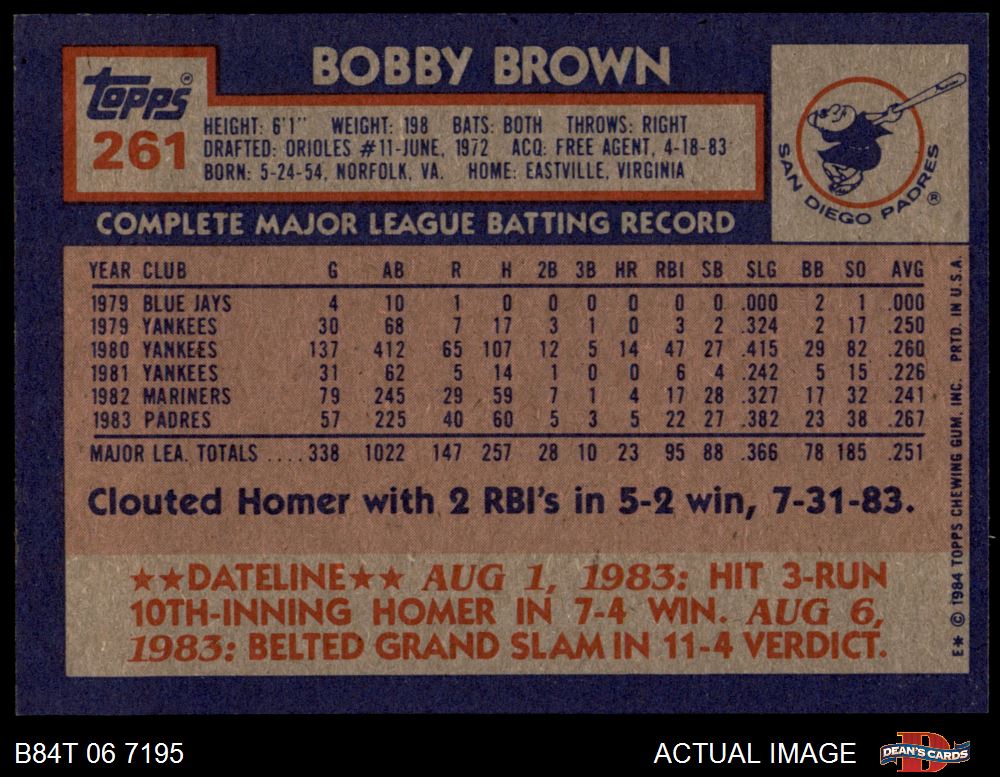 BOBBY BROWN
Topps®
261
HEIGHT: 6'1" WEIGHT: 198 BATS: BOTH THROWS: RIGHT
DRAFTED: ORIOLES #11-JUNE, 1972 ACQ: FREE AGENT, 4-18-83
BORN: 5-24-54, NORFOLK, VA. HOME: EASTVILLE, VIRGINIA
SAN DIEGO PADRES ®
COMPLETE MAJOR LEAGUE BATTING RECORD
YEAR CLUB G AB R H 2B 3B HR RBI SB SLG BB SO AVG
1979 BLUE JAYS 4 10 1 0 0 0 0 0 0 .000 2 1 .000
1979 YANKEES 30 68 7 17 3 1 0 3 2 .324 2 17 .250
1980 YANKEES 137 412 65 107 12 5 14 47 27 .415 29 82 .260
1981 YANKEES 31 62 5 14 1 0 0 6 4 .242 5 15 .226
1982 MARINERS 79 245 29 59 7 1 4 17 28 .327 17 32 .241
1983 PADRES 57 225 40 60 5 3 5 22 27 .382 23 38 .267
MAJOR LEA. TOTALS ....338 1022 147 257 28 10 23 95 88 .366 78 185 .251
Clouted Homer with 2 RBI's in 5-2 win, 7-31-83.
★★DATELINE★★ AUG 1, 1983: HIT 3-RUN
10TH-INNING HOMER IN 7-4 WIN. AUG 6,
1983: BELTED GRAND SLAM IN 11-4 VERDICT.
E* © 1984 TOPPS CHEWING GUM, INC. PRTD. IN U.S.A.
B84T 06 7195 ACTUAL IMAGE
D
DEAN'S CARDS